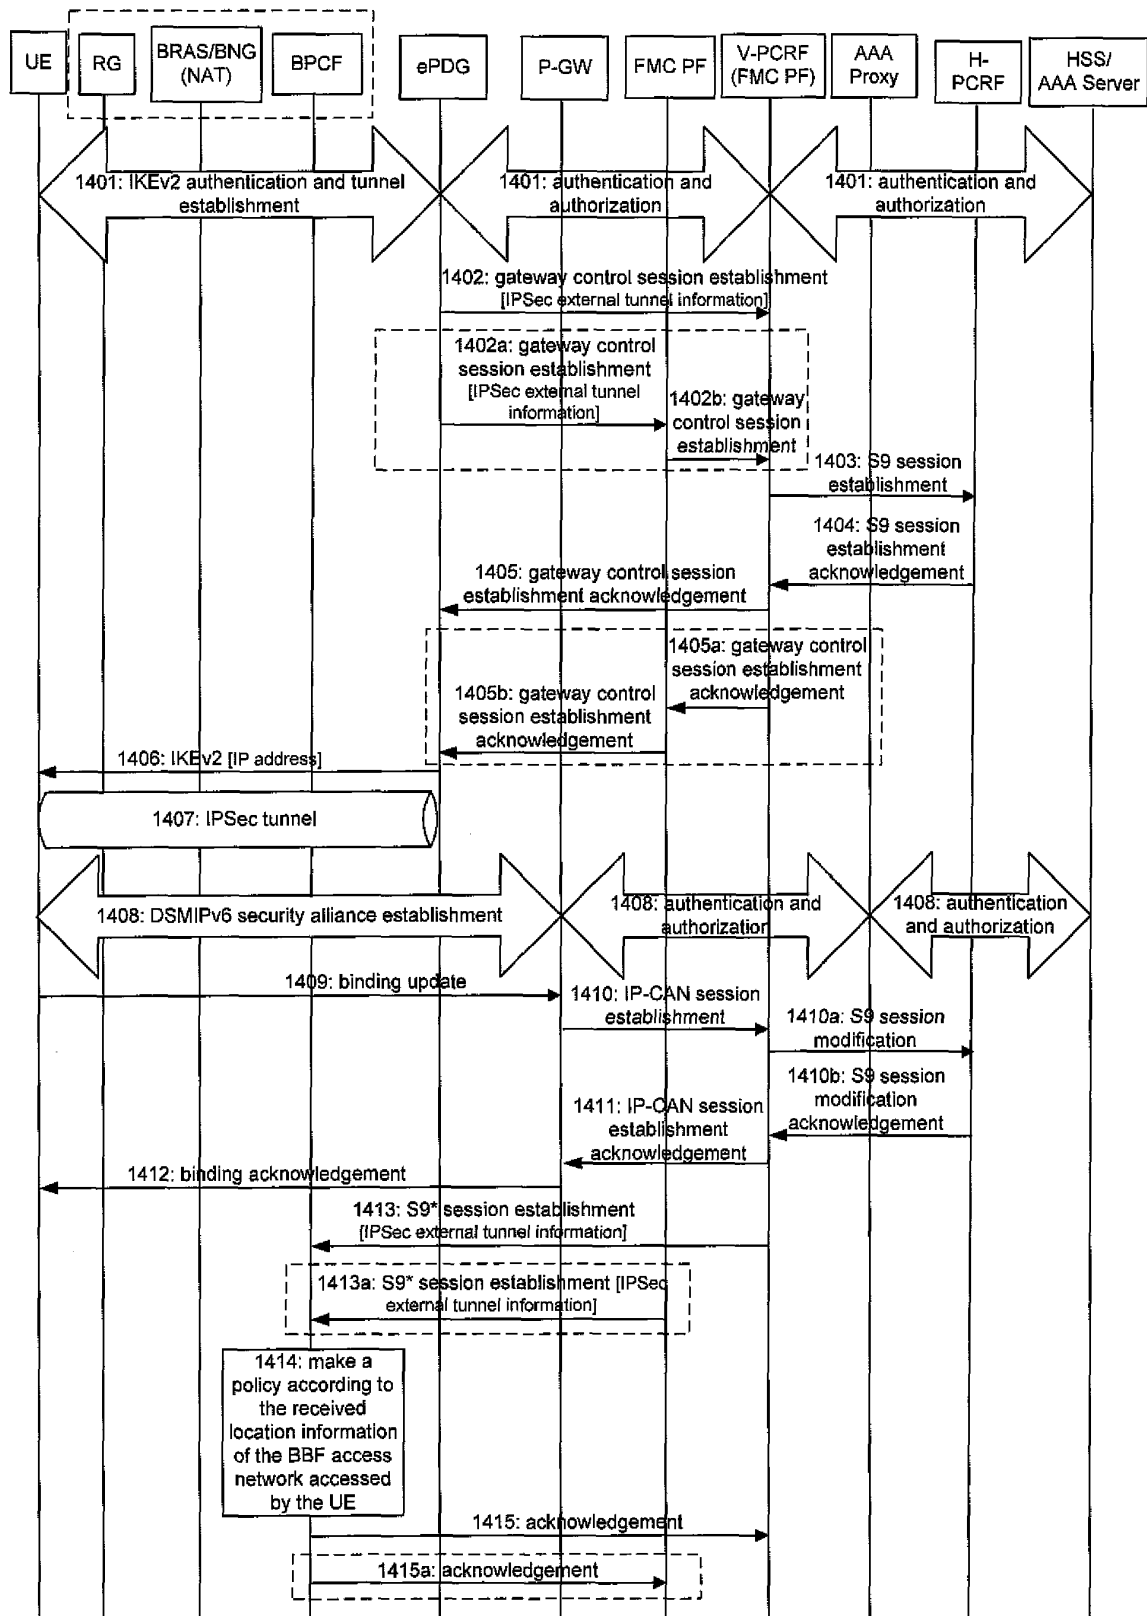 UE
RG
BRAS/BNG
(NAT)
BPCF
ePDG
P-GW
FMC PF
V-PCRF
(FMC PF)
AAA
Proxy
H-
PCRF
HSS/
AAA Server
1401: IKEv2 authentication and tunnel
establishment
1401: authentication and
authorization
1401: authentication and
authorization
1402: gateway control session establishment
[IPSec external tunnel information]
1402a: gateway control
session establishment
[IPSec external tunnel
information]
1402b: gateway
control session
establishment
1403: S9 session
establishment
1404: S9 session
establishment
acknowledgement
1405: gateway control session
establishment acknowledgement
1405a: gateway control
session establishment
acknowledgement
1405b: gateway control
session establishment
acknowledgement
1406: IKEv2 [IP address]
1407: IPSec tunnel
1408: DSMIPv6 security alliance establishment
1408: authentication and
authorization
1408: authentication
and authorization
1409: binding update
1410: IP-CAN session
establishment
1410a: S9 session
modification
1410b: S9 session
modification
acknowledgement
1411: IP-CAN session
establishment
acknowledgement
1412: binding acknowledgement
1413: S9* session establishment
[IPSec external tunnel information]
1413a: S9* session establishment [IPSec
external tunnel information]
1414: make a
policy according to
the received
location information
of the BBF access
network accessed
by the UE
1415: acknowledgement
1415a: acknowledgement